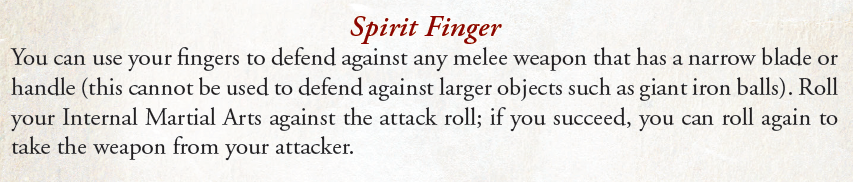 Spirit Finger
You can use your fingers to defend against any melee weapon that has a narrow blade or
handle (this cannot be used to defend against larger objects such as giant iron balls). Roll
your Internal Martial Arts against the attack roll; if you succeed, you can roll again to
take the weapon from your attacker.